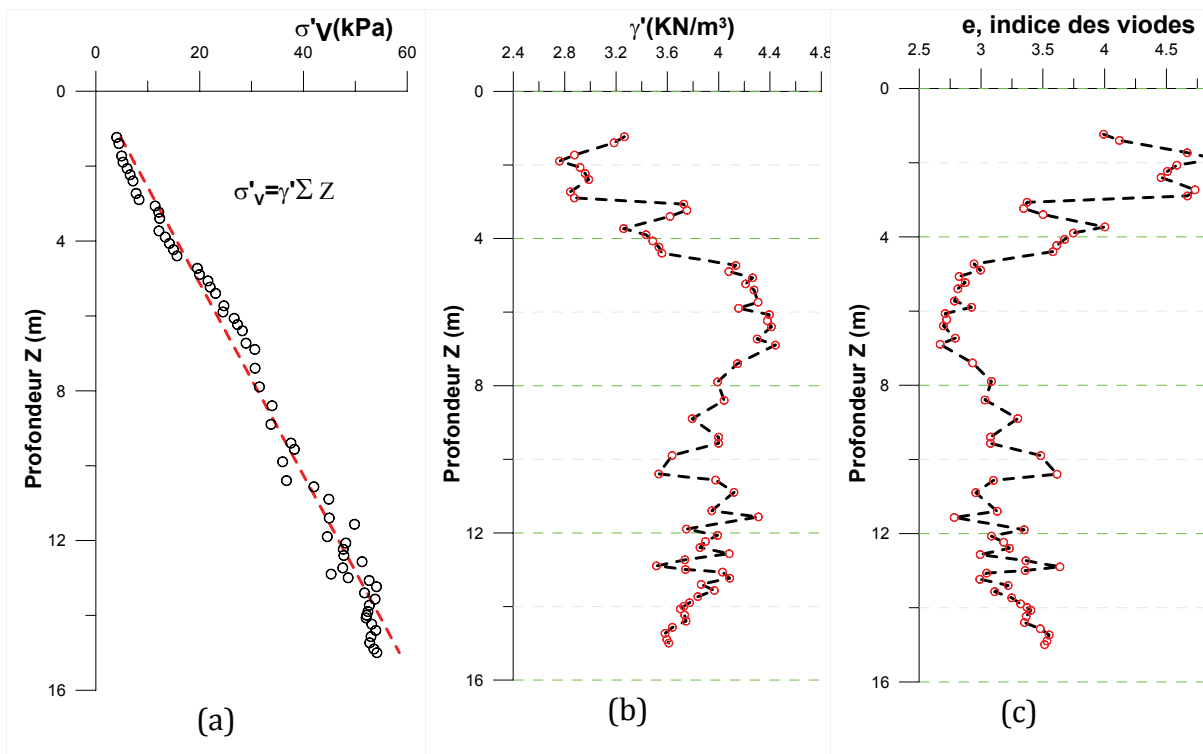 σ'V(kPa)
0 20 40 60
0
4
8
12
16
Profondeur Z (m)
σ'v=γ'Σ Z
(a)
γ'(KN/m³)
2.4 2.8 3.2 3.6 4 4.4 4.8
0
4
8
12
16
Profondeur Z (m)
(b)
e, indice des viodes
2.5 3 3.5 4 4.5
0
4
8
12
16
Profondeur Z (m)
(c)